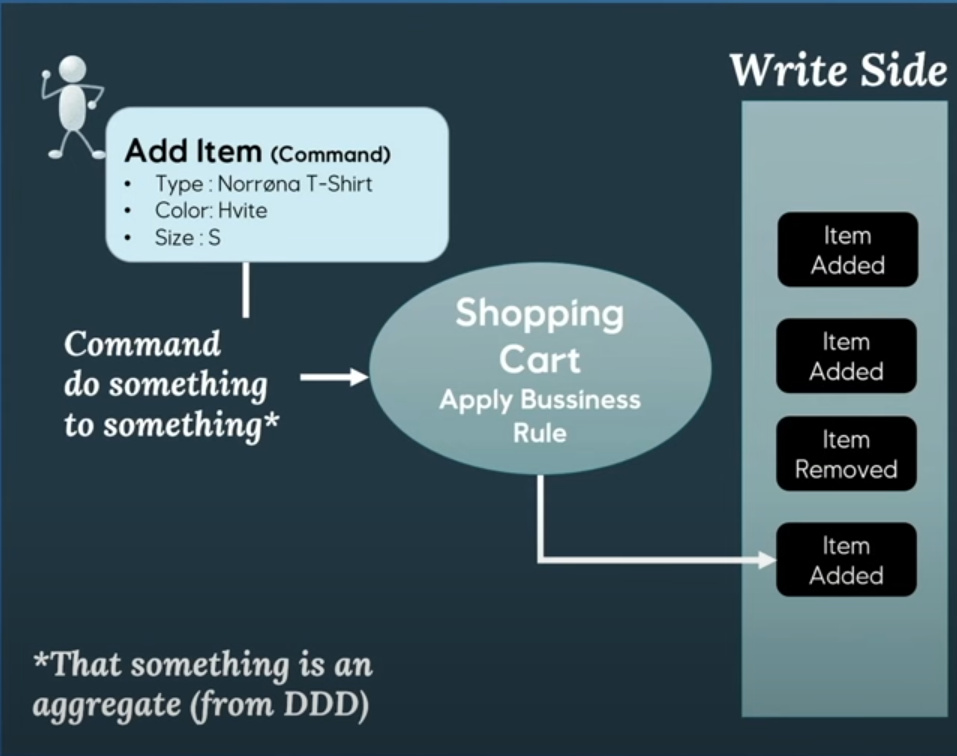 Write Side
Add Item (Command)
• Type : Norrøna T-Shirt
• Color: Hvite
• Size : S
Item
Added
Shopping
Cart
Apply Bussiness
Rule
Command
do something
to something*
Item
Added
Item
Removed
Item
Added
*That something is an
aggregate (from DDD)